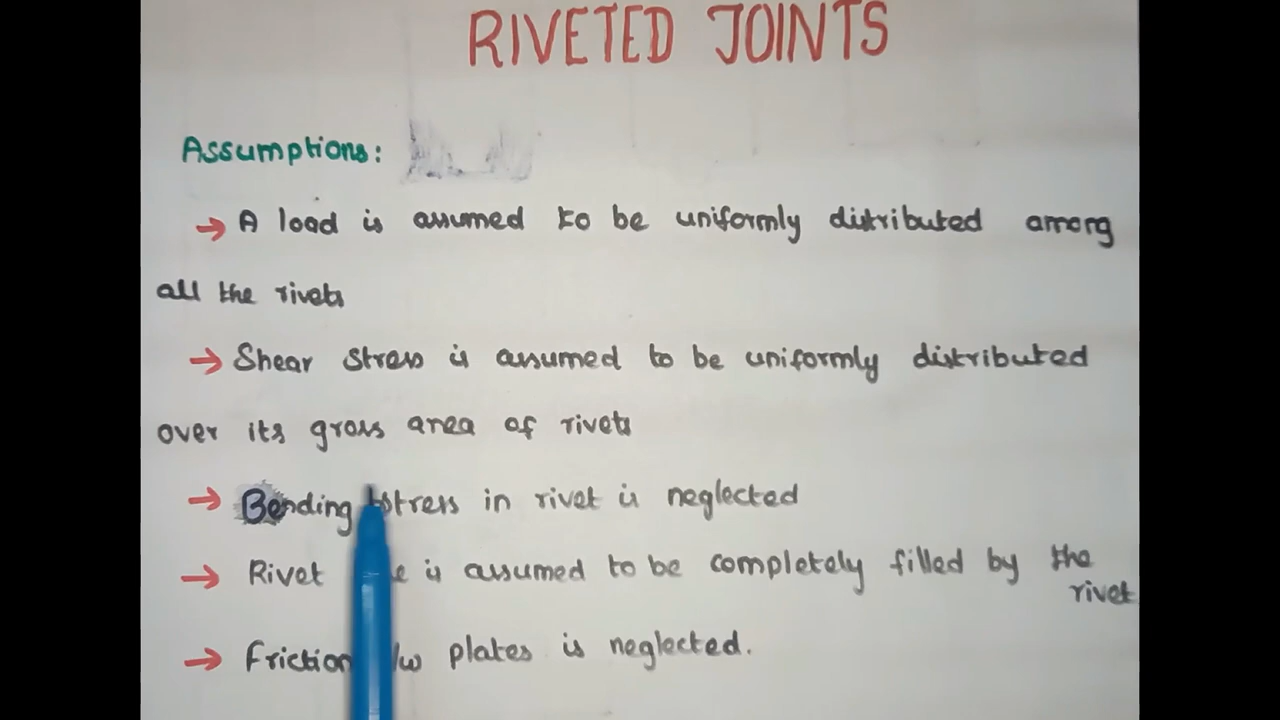 RIVETED JOINTS
Assumptions:
→ A load is assumed to be uniformly distributed among
all the rivets
→ Shear stress is assumed to be uniformly distributed
over its gross area of rivets
→ Bending stress in rivet is neglected
→ Rivet is assumed to be completely filled by the
rivet
→ Friction b/w plates is neglected.